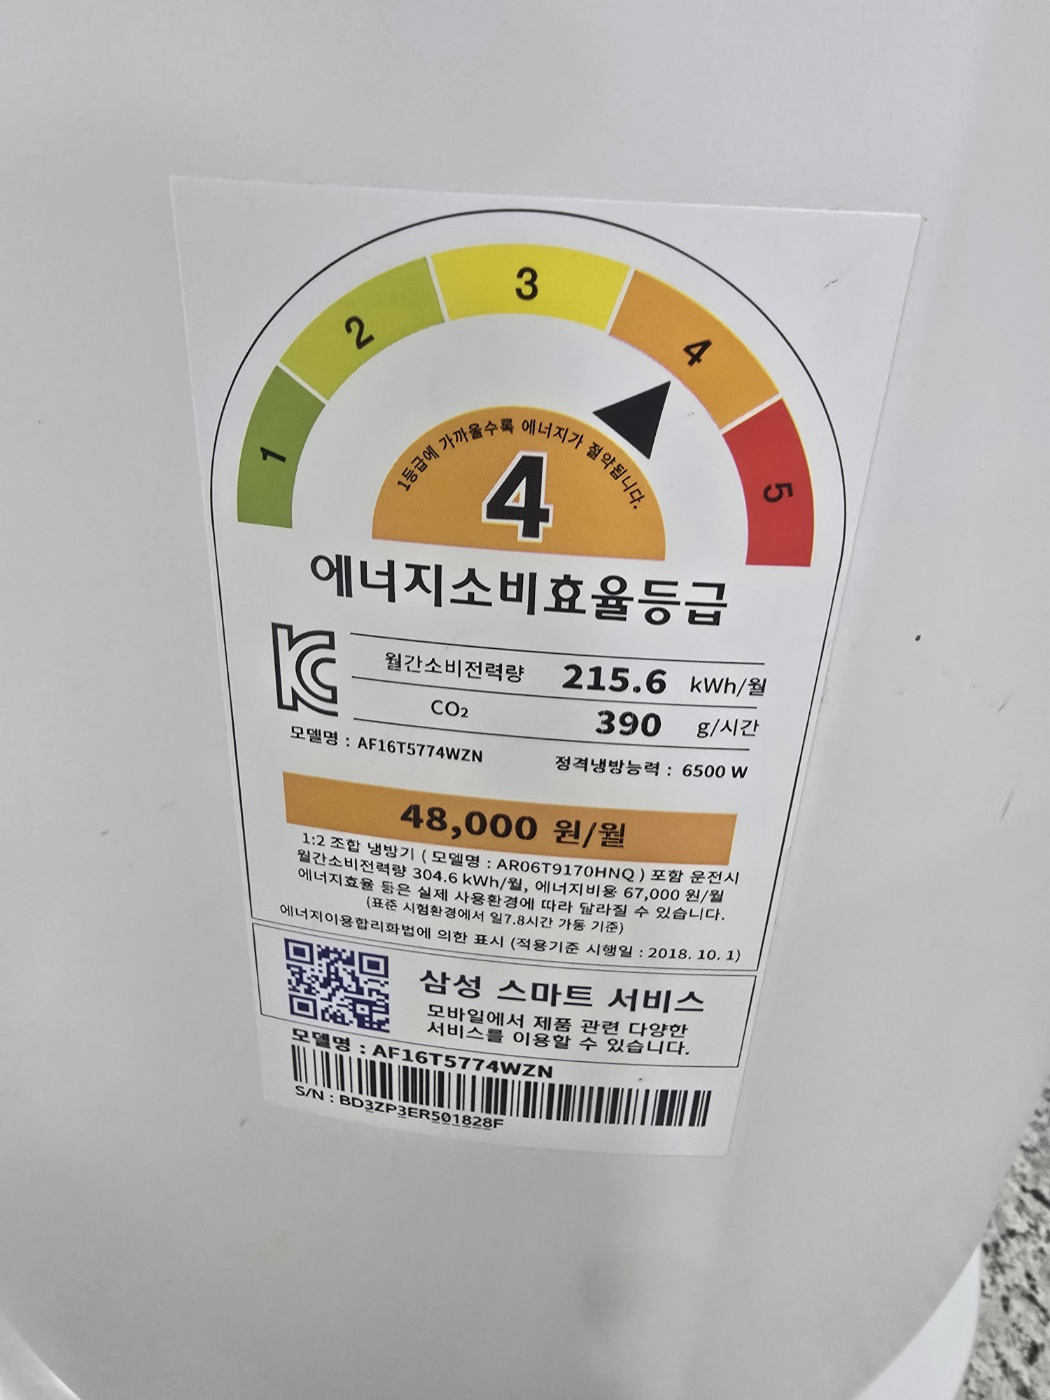 1
2
3
4
5
1등급에 가까울수록 에너지가 절약됩니다.
4
에너지소비효율등급
KC
월간소비전력량 215.6 kWh/월
CO₂ 390 g/시간
모델명 : AF16T5774WZN 정격냉방능력 : 6500 W
48,000 원/월
1:2 조합 냉방기 ( 모델명 : AR06T9170HNQ ) 포함 운전시
월간소비전력량 304.6 kWh/월, 에너지비용 67,000 원/월
에너지효율 등은 실제 사용환경에 따라 달라질 수 있습니다.
(표준 시험환경에서 일7.8시간 가동 기준)
에너지이용합리화법에 의한 표시 (적용기준 시행일 : 2018. 10. 1)
삼성 스마트 서비스
모바일에서 제품 관련 다양한
서비스를 이용할 수 있습니다.
모델명 : AF16T5774WZN
S/N : BD3ZP3ER501828F